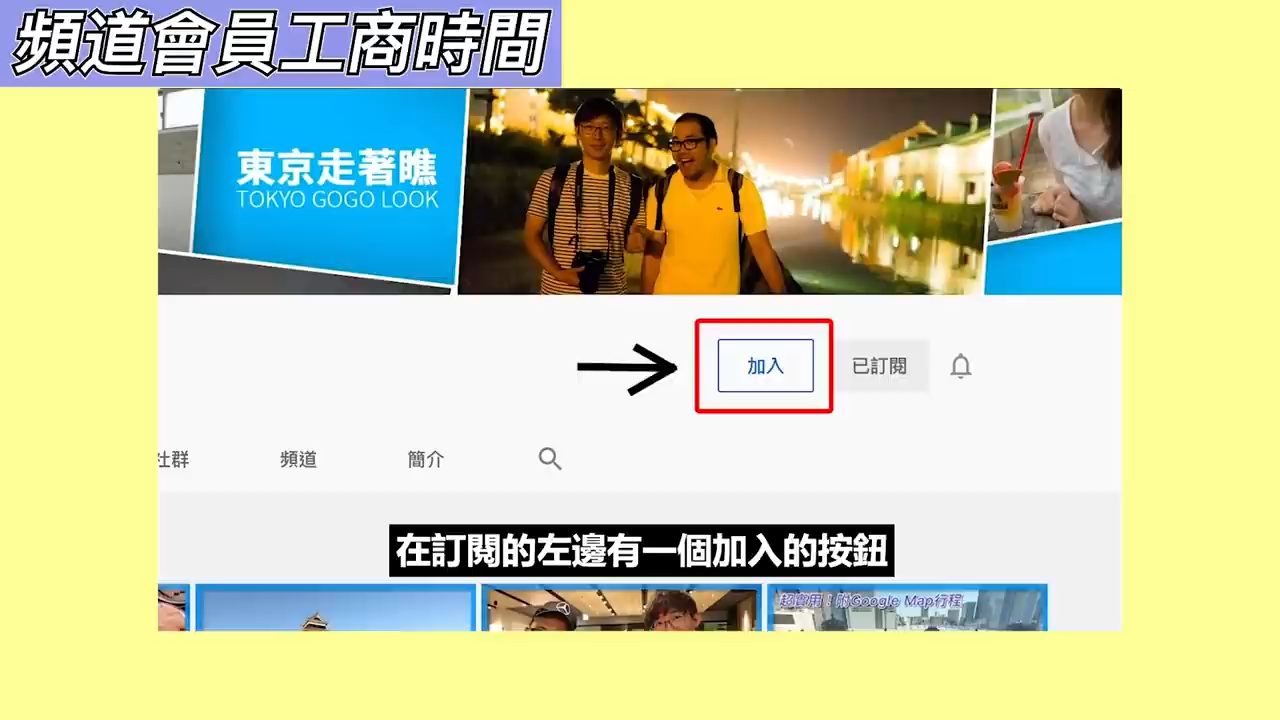 頻道會員工商時間
東京走著瞧
TOKYO GOGO LOOK
加入
已訂閱
社群
頻道
簡介
在訂閱的左邊有一個加入的按鈕
超實用！附Google Map行程